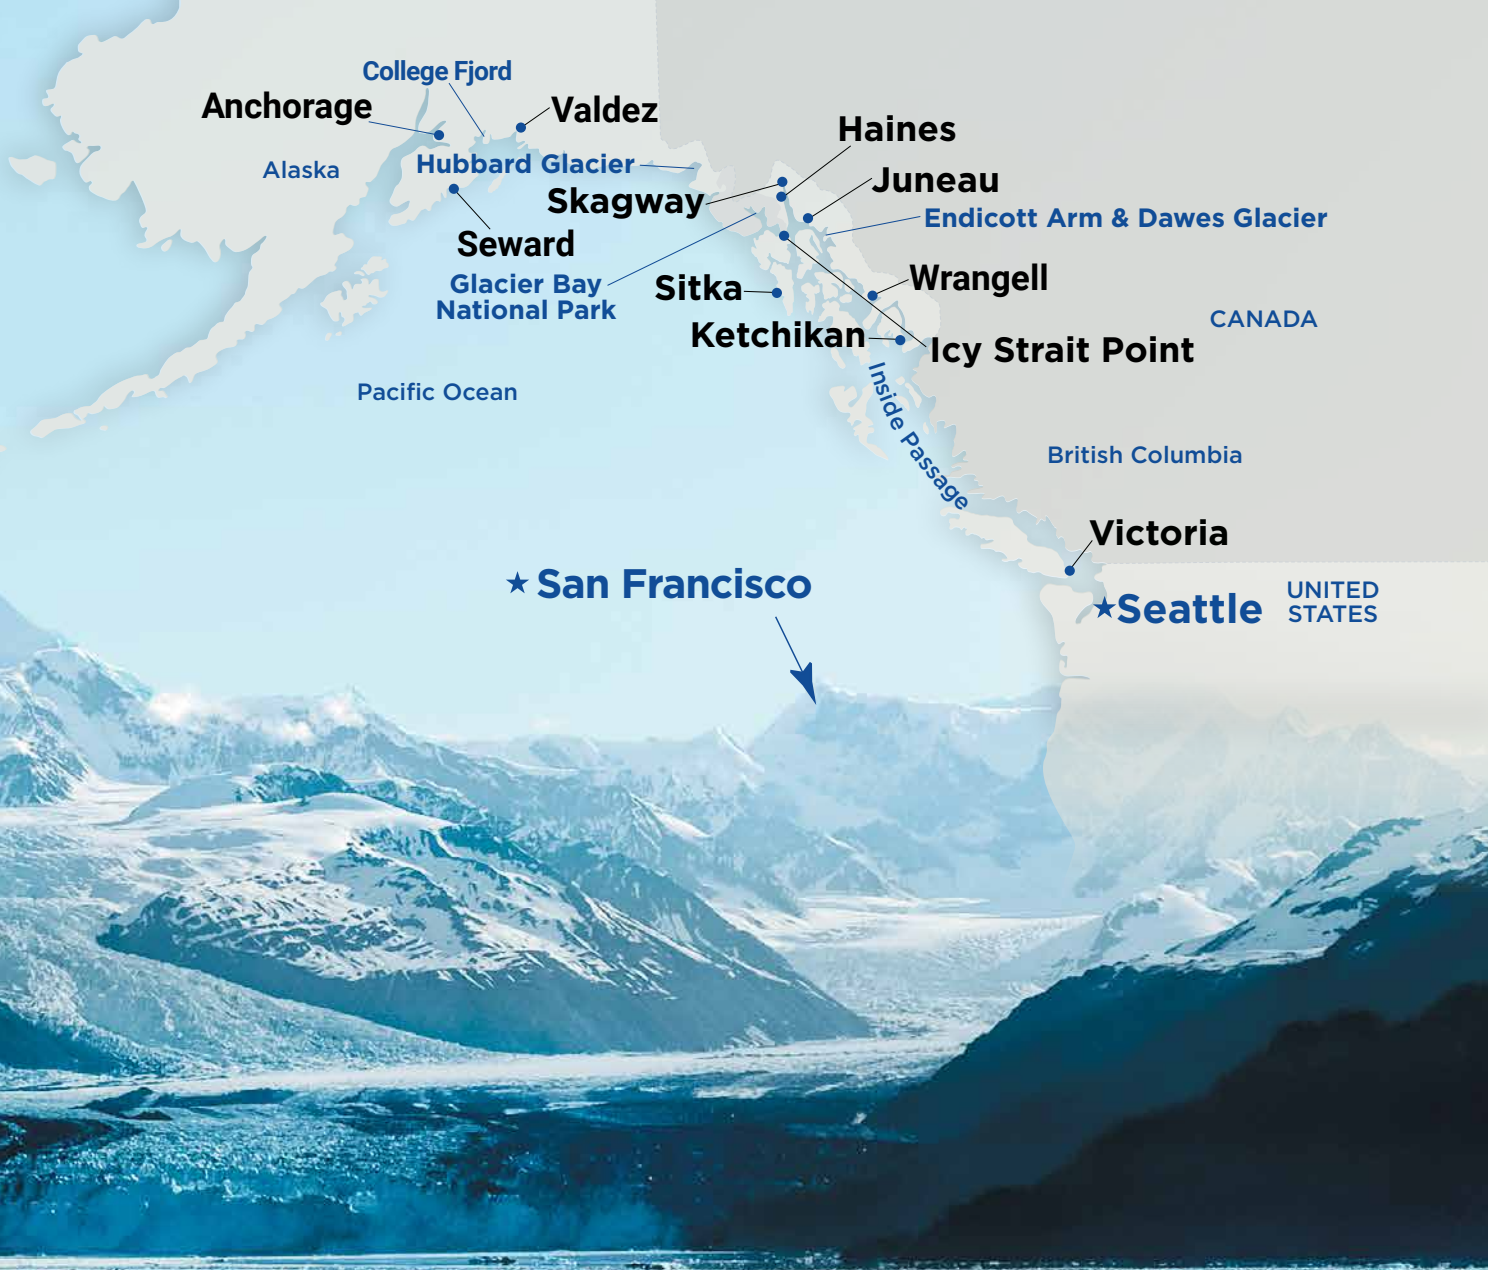 College Fjord
Anchorage
Valdez
Haines
Alaska
Hubbard Glacier
Juneau
Skagway
Endicott Arm & Dawes Glacier
Seward
Glacier Bay
National Park
Sitka
Wrangell
CANADA
Ketchikan
Icy Strait Point
Pacific Ocean
Inside Passage
British Columbia
Victoria
San Francisco
Seattle
UNITED
STATES